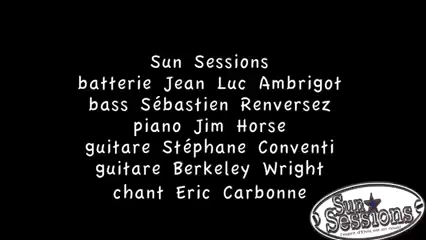 Sun Sessions
batterie Jean Luc Ambrigot
bass Sébastien Renversez
piano Jim Horse
guitare Stéphane Conventi
guitare Berkeley Wright
chant Eric Carbonne
Sun
Sessions